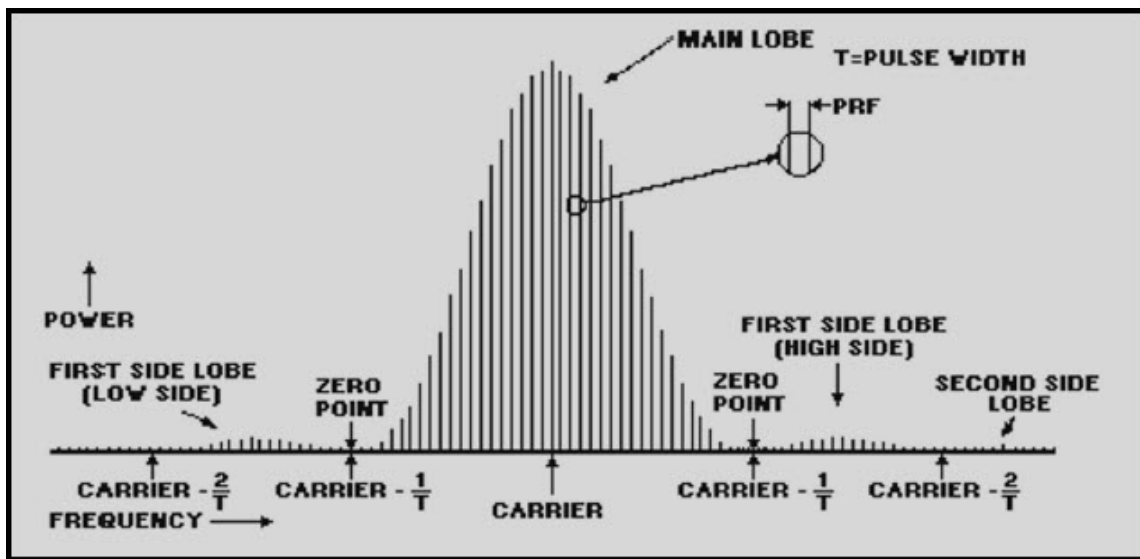 MAIN LOBE
T=PULSE WIDTH
PRF
POWER
FIRST SIDE LOBE
(LOW SIDE)
ZERO
POINT
ZERO
POINT
FIRST SIDE LOBE
(HIGH SIDE)
SECOND SIDE
LOBE
CARRIER - 2/T
CARRIER - 1/T
CARRIER
CARRIER - 1/T
CARRIER - 2/T
FREQUENCY